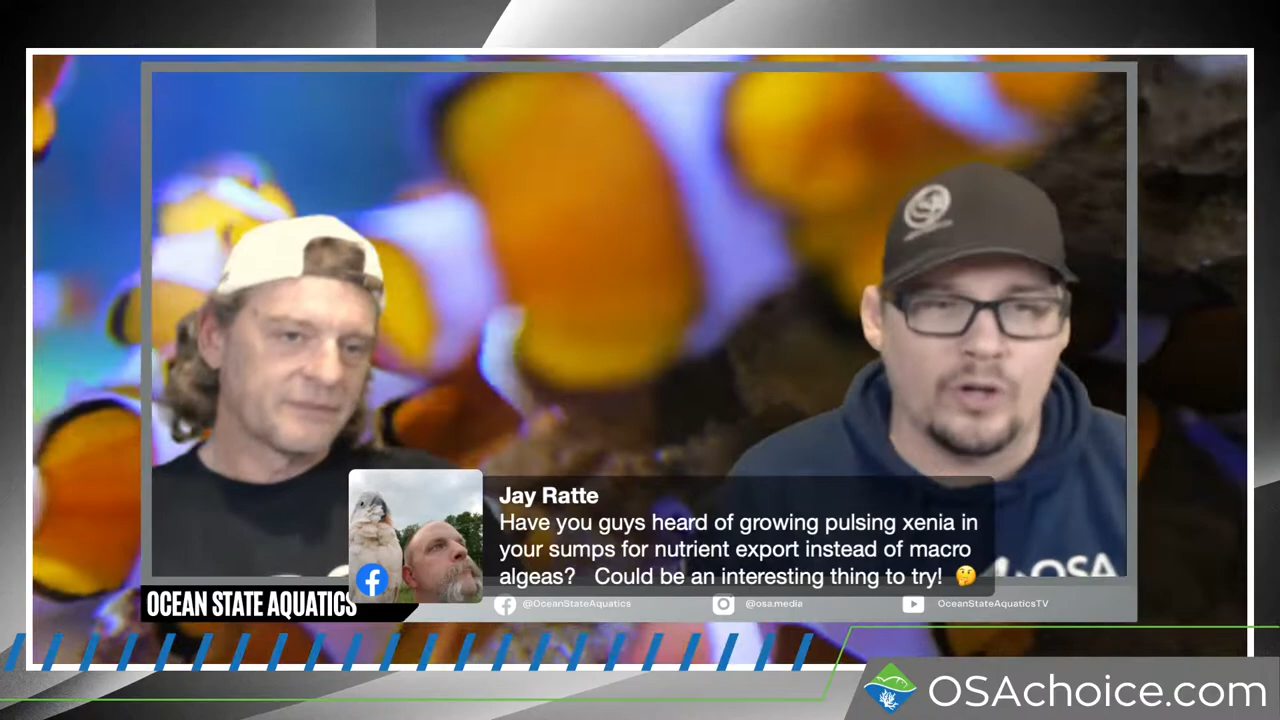 Jay Ratte
Have you guys heard of growing pulsing xenia in
your sumps for nutrient export instead of macro
algeas? Could be an interesting thing to try! 🤔
OSA
OCEAN STATE AQUATICS
@OceanStateAquatics
@osa.media
OceanStateAquaticsTV
OSAchoice.com